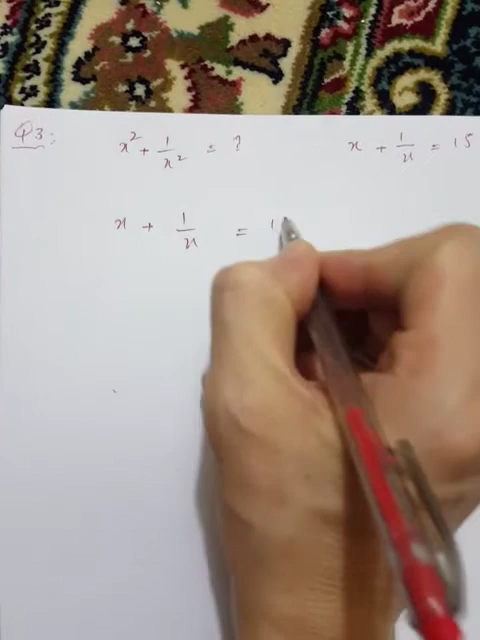 Q3: x² + 1/x² = ? x + 1/x = 15
x + 1/x = 1